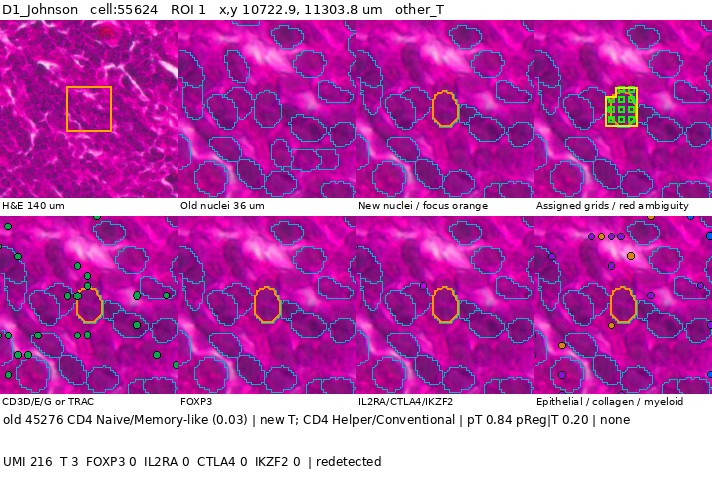 D1_Johnson cell:55624 ROI 1 x,y 10722.9, 11303.8 um other_T
H&E 140 um
Old nuclei 36 um
New nuclei / focus orange
Assigned grids / red ambiguity
CD3D/E/G or TRAC
FOXP3
IL2RA/CTLA4/IKZF2
Epithelial / collagen / myeloid
old 45276 CD4 Naive/Memory-like (0.03) | new T; CD4 Helper/Conventional | pT 0.84 pReg|T 0.20 | none
UMI 216 T 3 FOXP3 0 IL2RA 0 CTLA4 0 IKZF2 0 | redetected